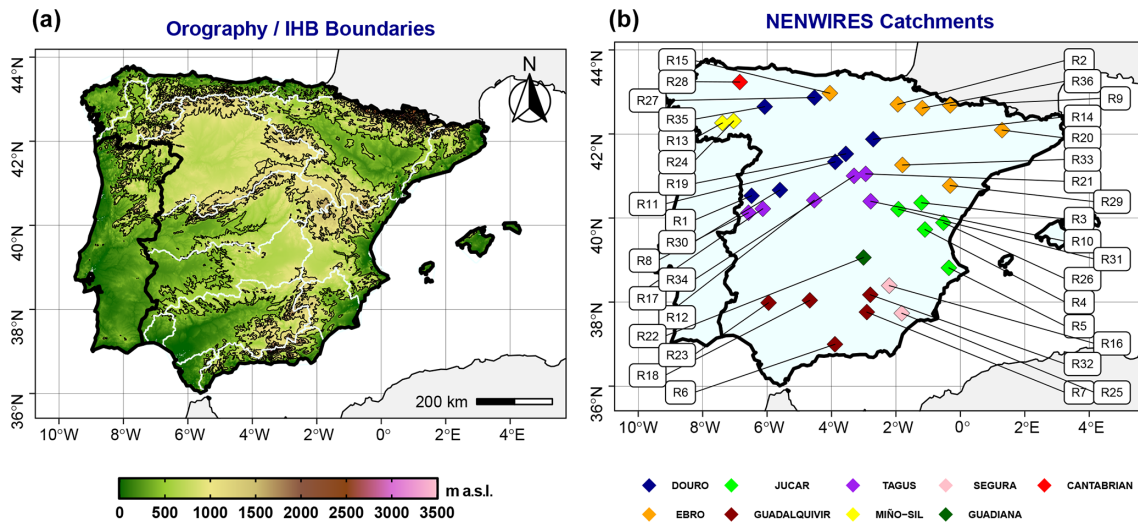 (a)
Orography / IHB Boundaries
44°N
42°N
40°N
38°N
36°N
N
200 km
10°W
8°W
6°W
4°W
2°W
0°
2°E
4°E
0
500
1000
1500
2000
2500
3000
3500
m a.s.l.
(b)
NENWIRES Catchments
44°N
42°N
40°N
38°N
36°N
R15
R28
R27
R35
R13
R24
R19
R11
R1
R30
R8
R34
R17
R12
R22
R23
R18
R6
R2
R36
R9
R14
R20
R33
R21
R29
R3
R10
R31
R26
R4
R5
R16
R32
R7
R25
10°W
8°W
6°W
4°W
2°W
0°
2°E
4°E
DOURO
JUCAR
TAGUS
SEGURA
CANTABRIAN
EBRO
GUADALQUIVIR
MIÑO-SIL
GUADIANA